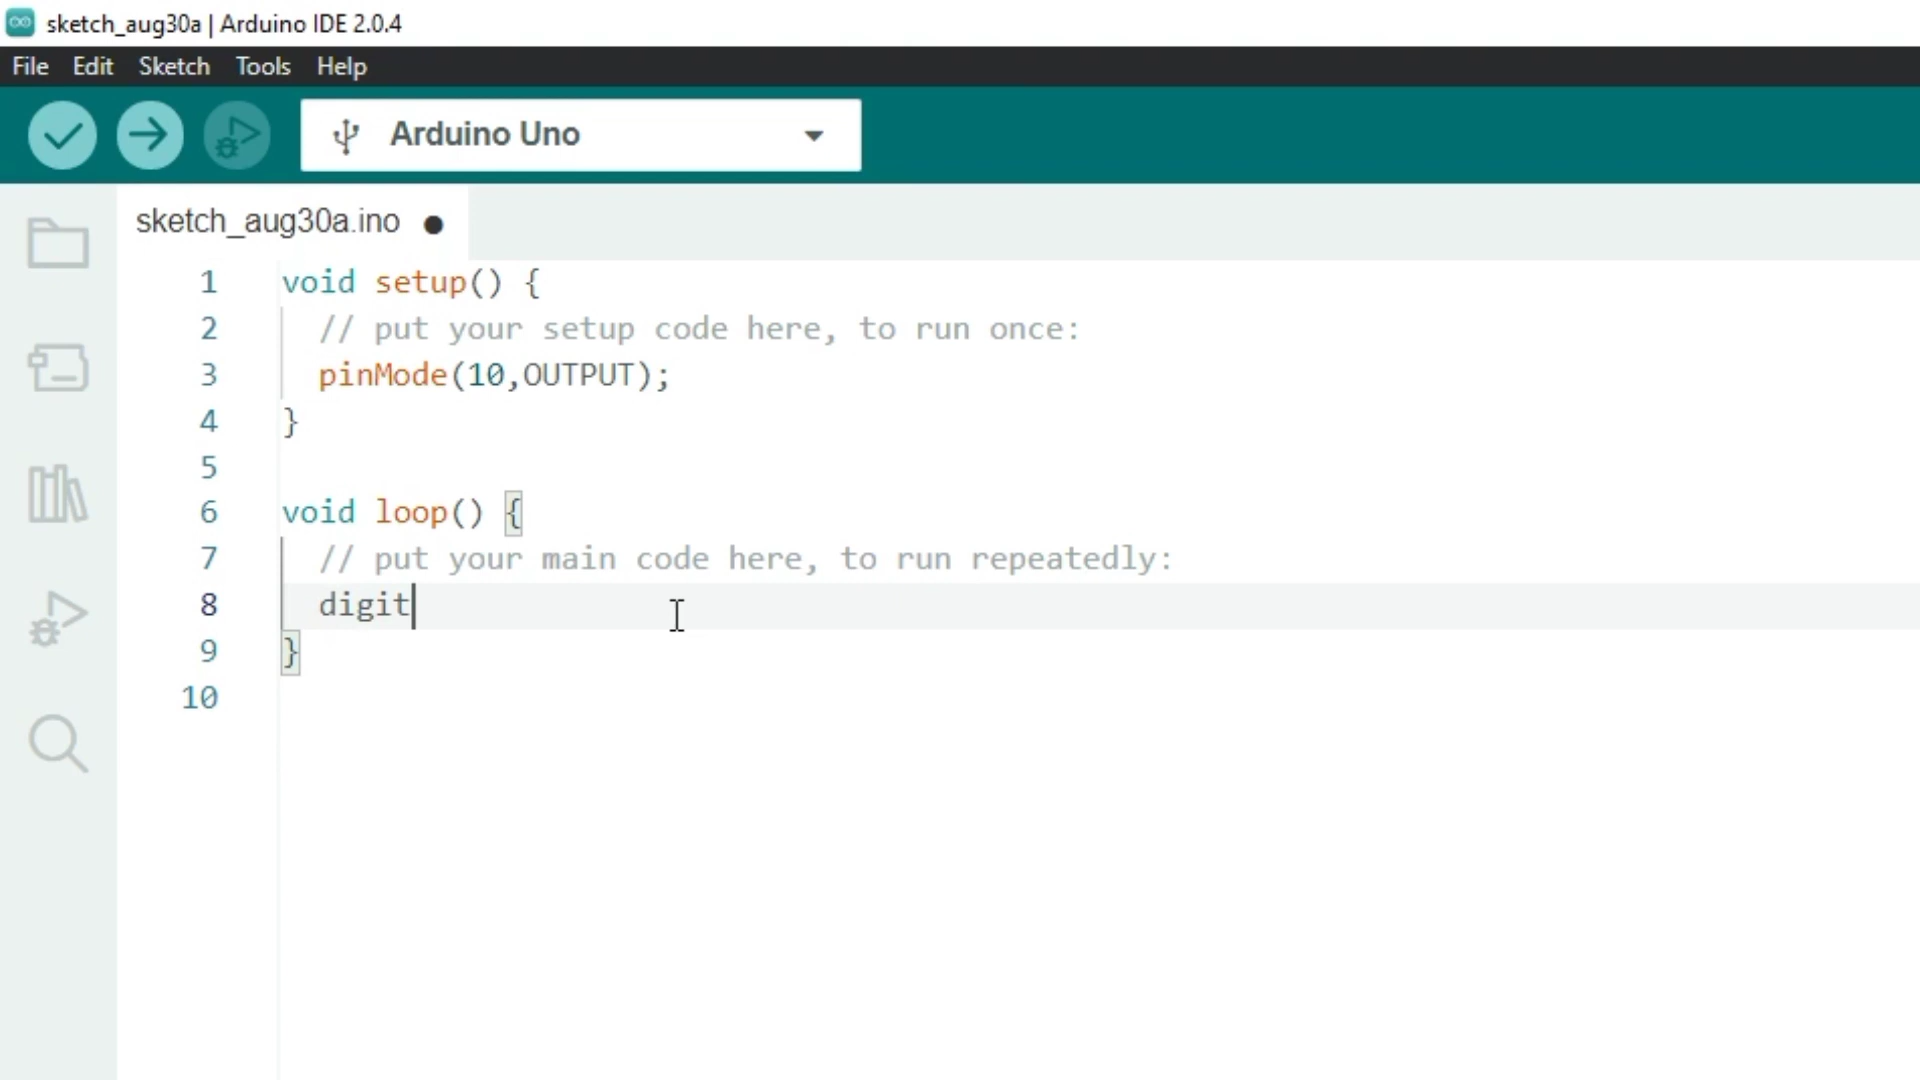 sketch_aug30a | Arduino IDE 2.0.4
File Edit Sketch Tools Help
Arduino Uno
sketch_aug30a.ino
1 void setup() {
2 // put your setup code here, to run once:
3 pinMode(10,OUTPUT);
4 }
5
6 void loop() {
7 // put your main code here, to run repeatedly:
8 digit
9 }
10